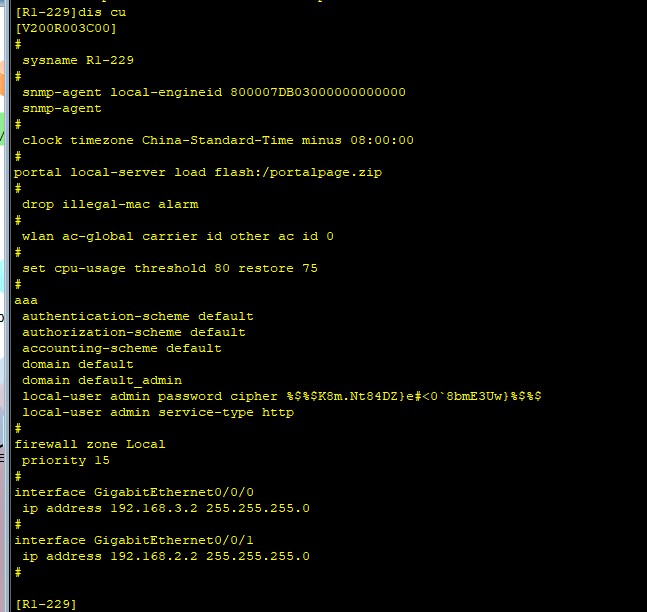 [R1-229]dis cu
[V200R003C00]
#
 sysname R1-229
#
 snmp-agent local-engineid 800007DB03000000000000
 snmp-agent
#
 clock timezone China-Standard-Time minus 08:00:00
#
portal local-server load flash:/portalpage.zip
#
 drop illegal-mac alarm
#
 wlan ac-global carrier id other ac id 0
#
 set cpu-usage threshold 80 restore 75
#
aaa
 authentication-scheme default
 authorization-scheme default
 accounting-scheme default
 domain default
 domain default_admin
 local-user admin password cipher %$%$K8m.Nt84DZ}e#<0`8bmE3Uw}%$%$
 local-user admin service-type http
#
firewall zone Local
 priority 15
#
interface GigabitEthernet0/0/0
 ip address 192.168.3.2 255.255.255.0
#
interface GigabitEthernet0/0/1
 ip address 192.168.2.2 255.255.255.0
#
[R1-229]